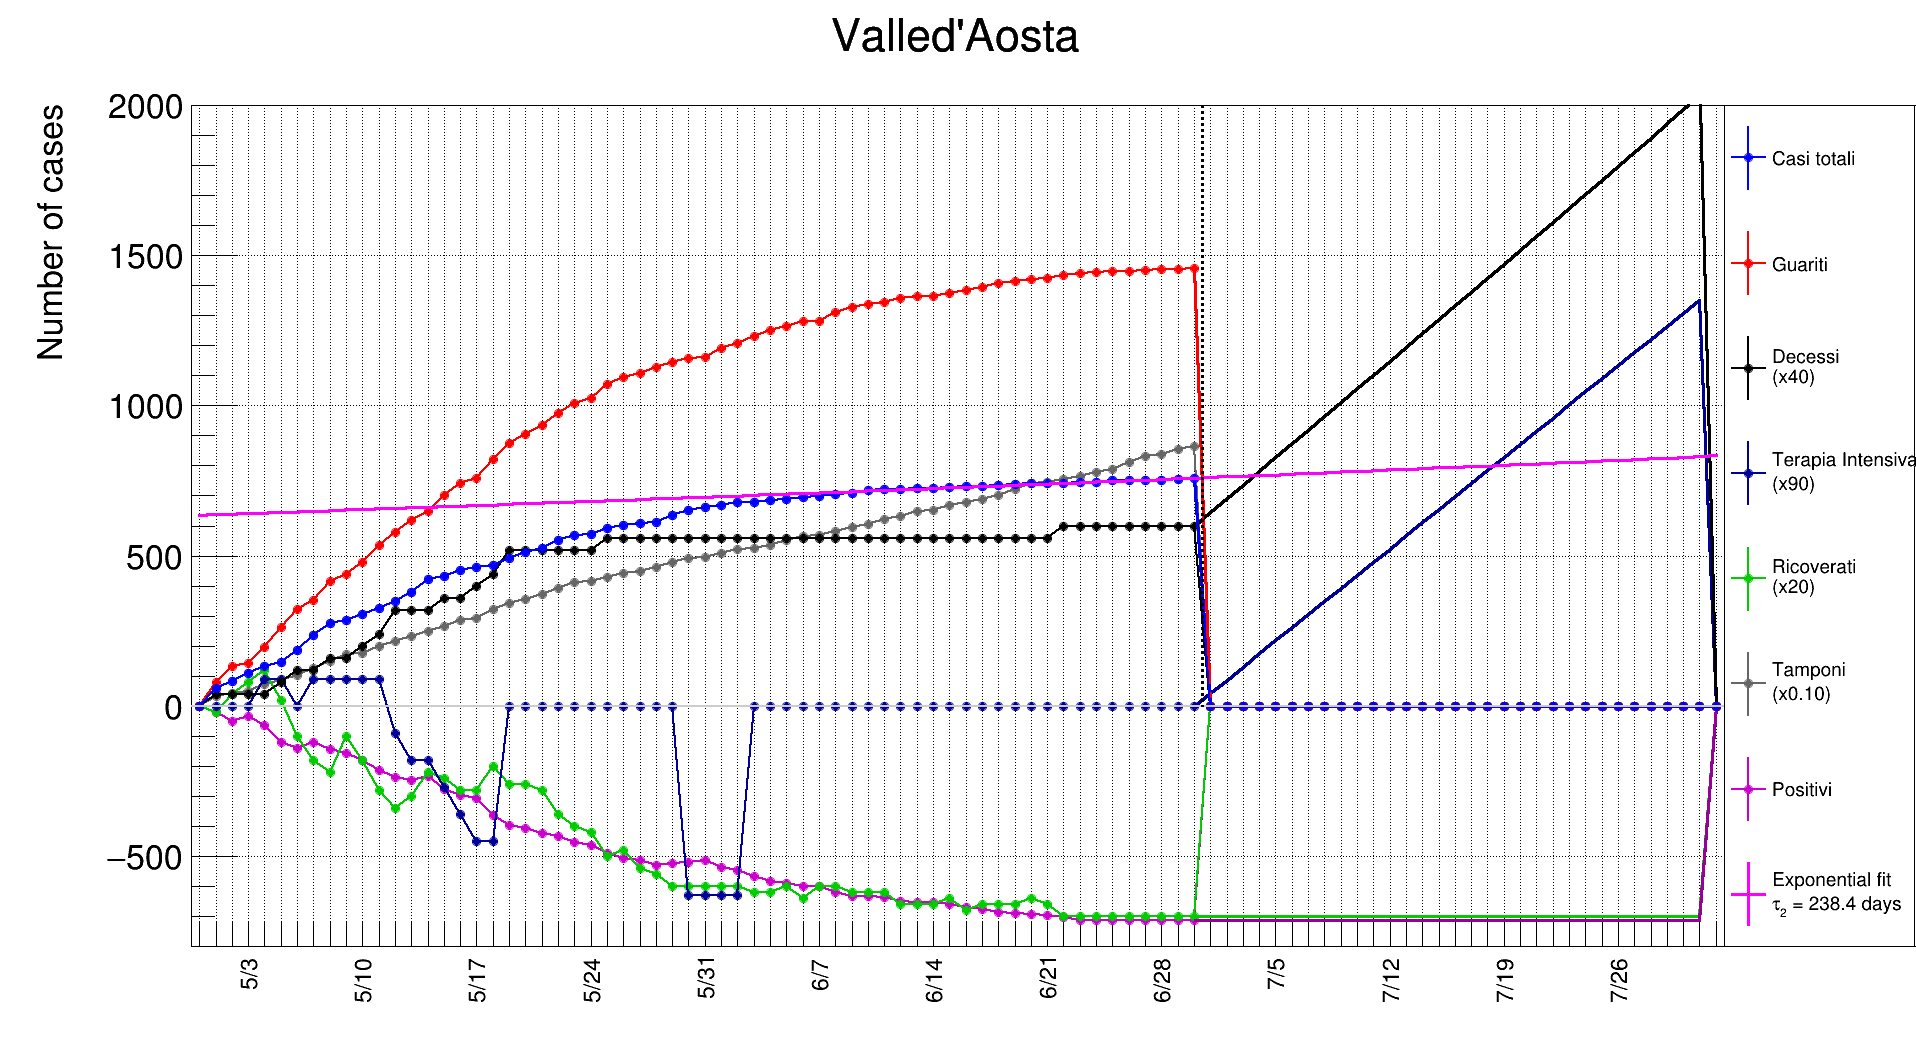 Valled'Aosta
Number of cases
2000
1500
1000
500
0
−500
5/3
5/10
5/17
5/24
5/31
6/7
6/14
6/21
6/28
7/5
7/12
7/19
7/26
Casi totali
Guariti
Decessi
(x40)
Terapia Intensiva
(x90)
Ricoverati
(x20)
Tamponi
(x0.10)
Positivi
Exponential fit
τ2 = 238.4 days